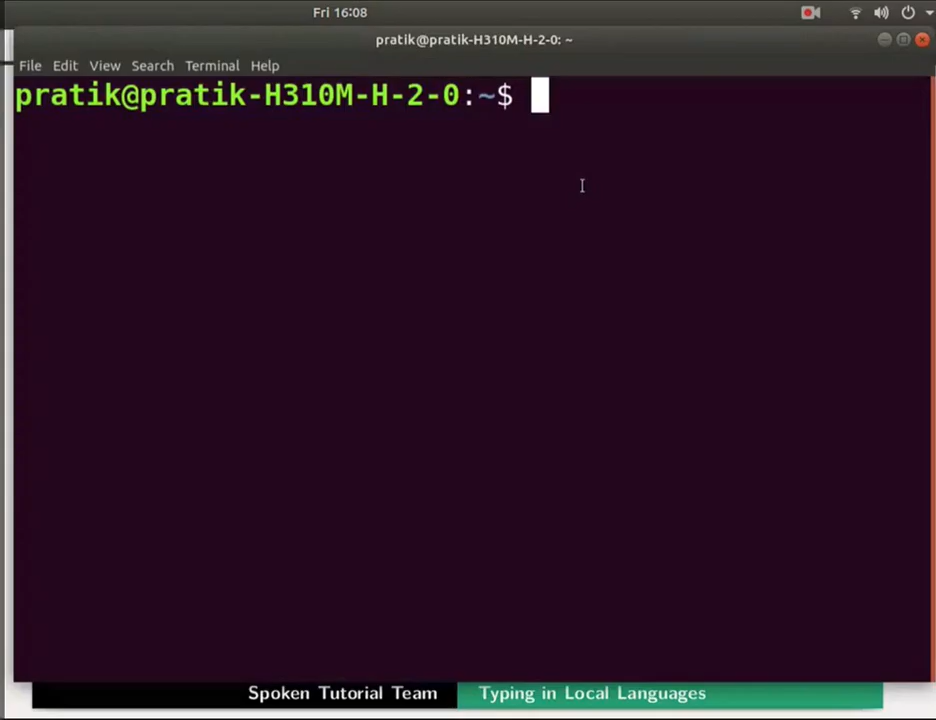 Fri 16:08
pratik@pratik-H310M-H-2-0: ~
File Edit View Search Terminal Help
pratik@pratik-H310M-H-2-0:~$
Spoken Tutorial Team Typing in Local Languages